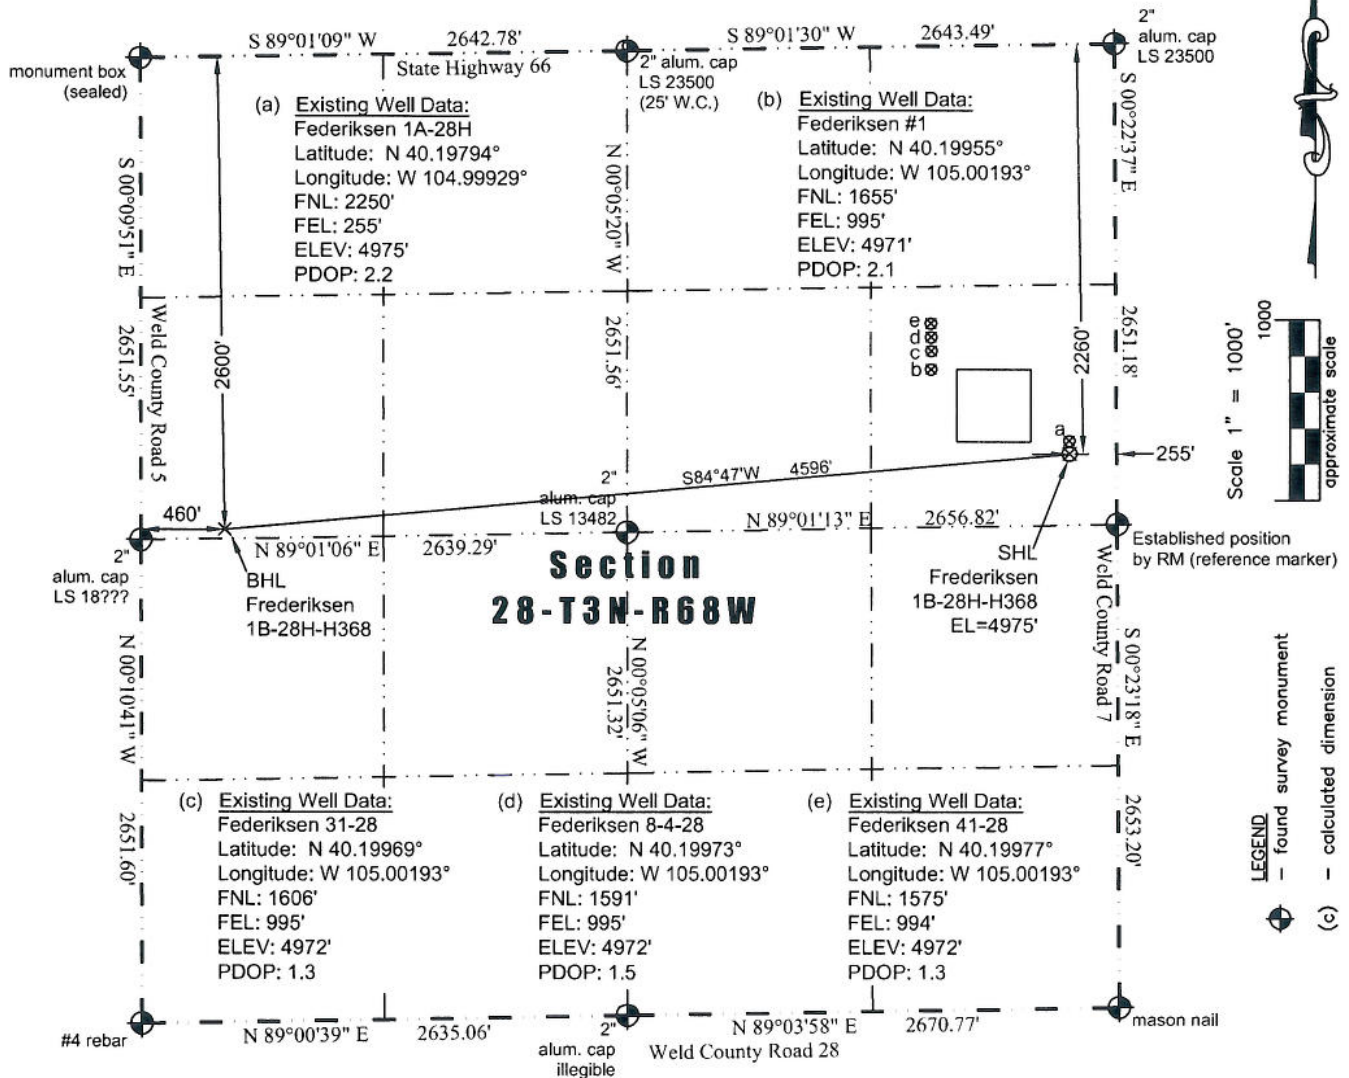 S 89°01'09" W 2642.78'
S 89°01'30" W 2643.49'
2"
alum. cap
LS 23500
monument box
(sealed)
State Highway 66
2" alum. cap
LS 23500
(25' W.C.)
(a) Existing Well Data:
Federiksen 1A-28H
Latitude: N 40.19794°
Longitude: W 104.99929°
FNL: 2250'
FEL: 255'
ELEV: 4975'
PDOP: 2.2
(b) Existing Well Data:
Federiksen #1
Latitude: N 40.19955°
Longitude: W 105.00193°
FNL: 1655'
FEL: 995'
ELEV: 4971'
PDOP: 2.1
S 00°09'51" E 2651.55'
Weld County Road 5
2600'
N 00°05'20" W 2651.56'
S 00°22'37" E 2651.18'
2260'
e
d
c
b
a
255'
Scale 1" = 1000'
1000
approximate scale
S84°47'W 4596'
460'
2"
alum. cap
LS 13482
N 89°01'06" E 2639.29'
N 89°01'13" E 2656.82'
2"
alum. cap
LS 18???
BHL
Frederiksen
1B-28H-H368
Section
28-T3N-R68W
SHL
Frederiksen
1B-28H-H368
EL=4975'
Established position
by RM (reference marker)
Weld County Road 7
N 00°10'41" W 2651.60'
N 00°05'06" W
2651.32'
S 00°23'18" E 2653.20'
(c) Existing Well Data:
Federiksen 31-28
Latitude: N 40.19969°
Longitude: W 105.00193°
FNL: 1606'
FEL: 995'
ELEV: 4972'
PDOP: 1.3
(d) Existing Well Data:
Federiksen 8-4-28
Latitude: N 40.19973°
Longitude: W 105.00193°
FNL: 1591'
FEL: 995'
ELEV: 4972'
PDOP: 1.5
(e) Existing Well Data:
Federiksen 41-28
Latitude: N 40.19977°
Longitude: W 105.00193°
FNL: 1575'
FEL: 994'
ELEV: 4972'
PDOP: 1.3
LEGEND
- found survey monument
(c) - calculated dimension
#4 rebar
N 89°00'39" E 2635.06'
2"
alum. cap
illegible
N 89°03'58" E 2670.77'
Weld County Road 28
mason nail